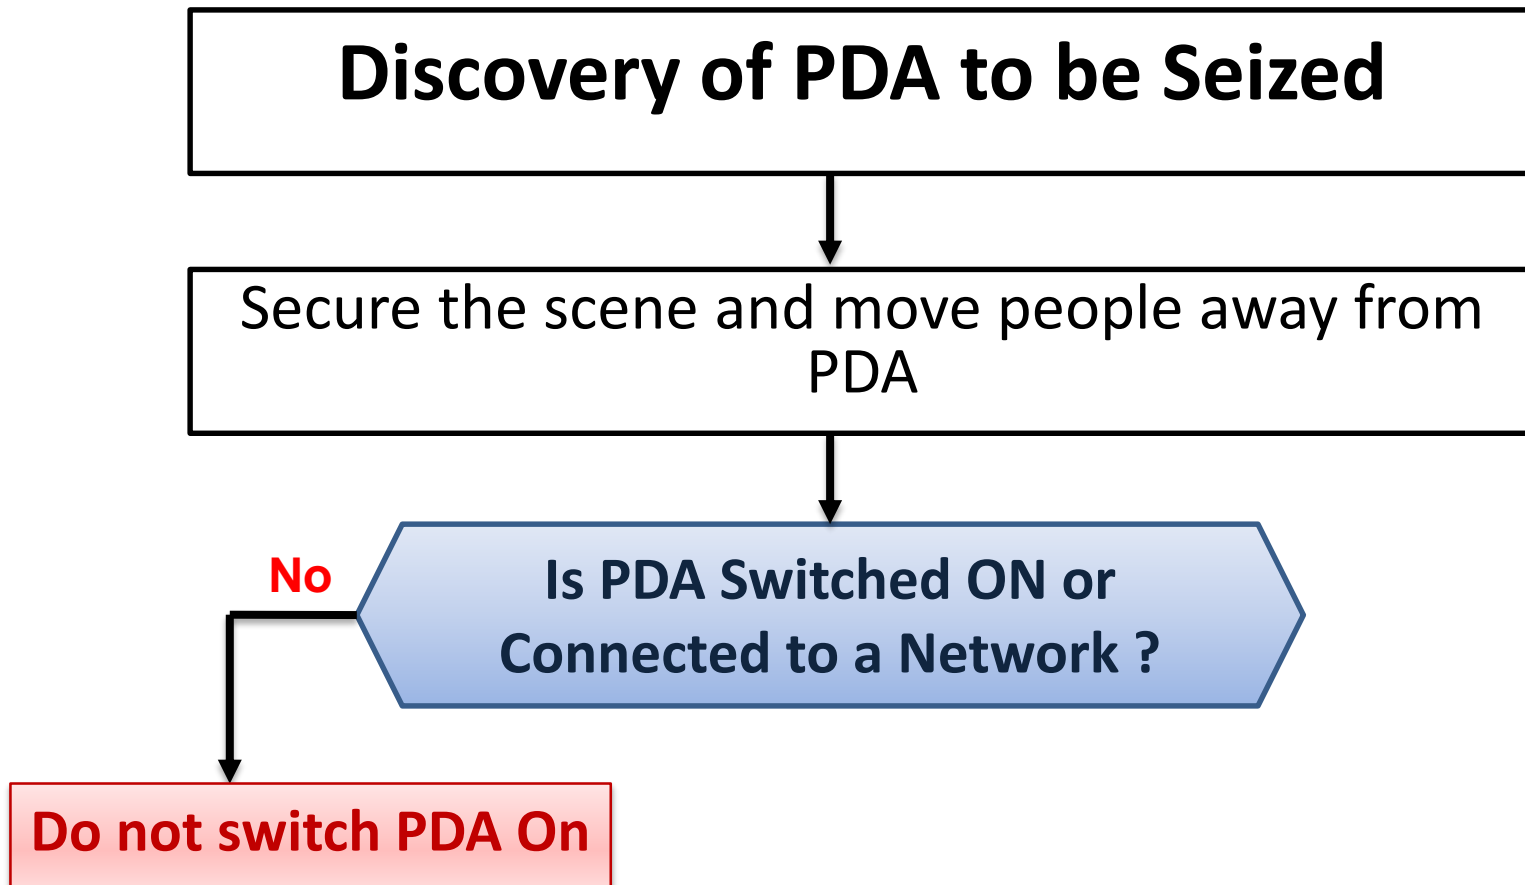 Discovery of PDA to be Seized
Secure the scene and move people away from
PDA
No
Is PDA Switched ON or
Connected to a Network ?
Do not switch PDA On